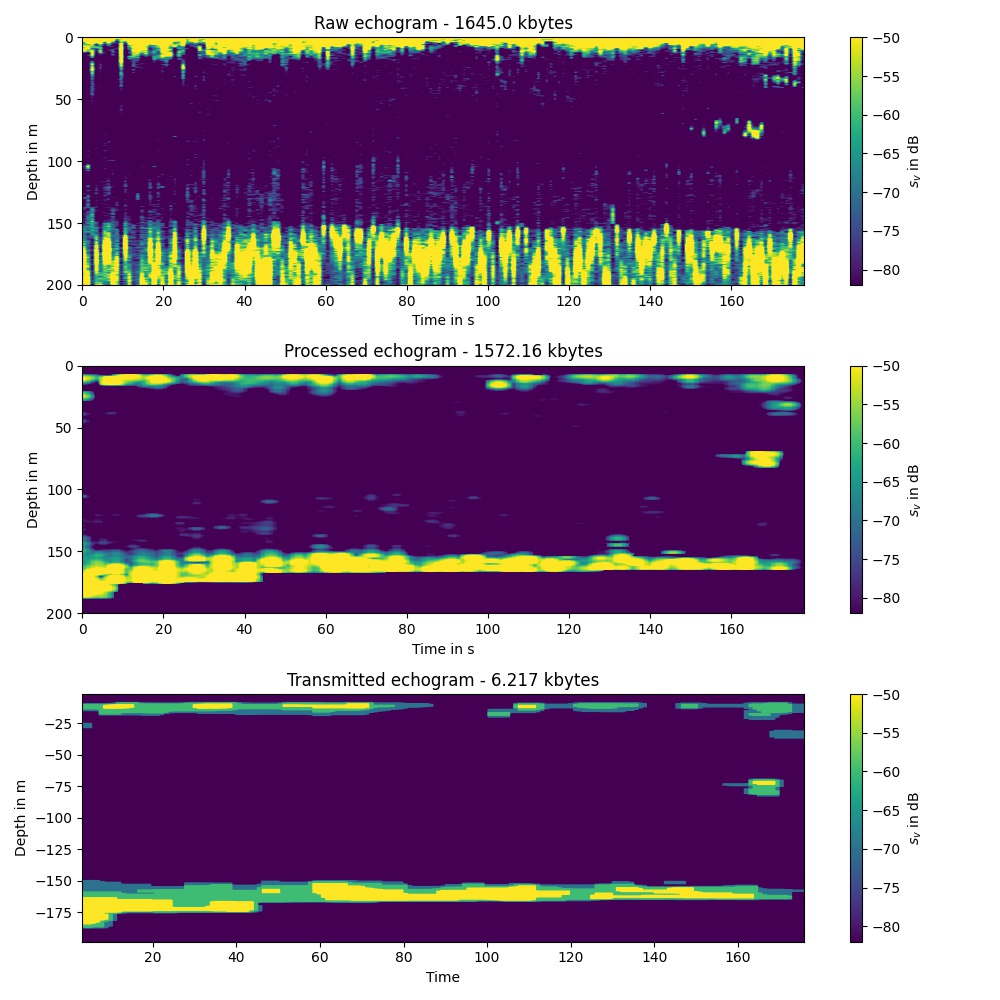 Raw echogram - 1645.0 kbytes
0
50
100
150
200
Depth in m
0 20 40 60 80 100 120 140 160
Time in s
−50
−55
−60
−65
−70
−75
−80
s_v in dB
Processed echogram - 1572.16 kbytes
0
50
100
150
200
Depth in m
0 20 40 60 80 100 120 140 160
Time in s
−50
−55
−60
−65
−70
−75
−80
s_v in dB
Transmitted echogram - 6.217 kbytes
−25
−50
−75
−100
−125
−150
−175
Depth in m
20 40 60 80 100 120 140 160
Time
−50
−55
−60
−65
−70
−75
−80
s_v in dB